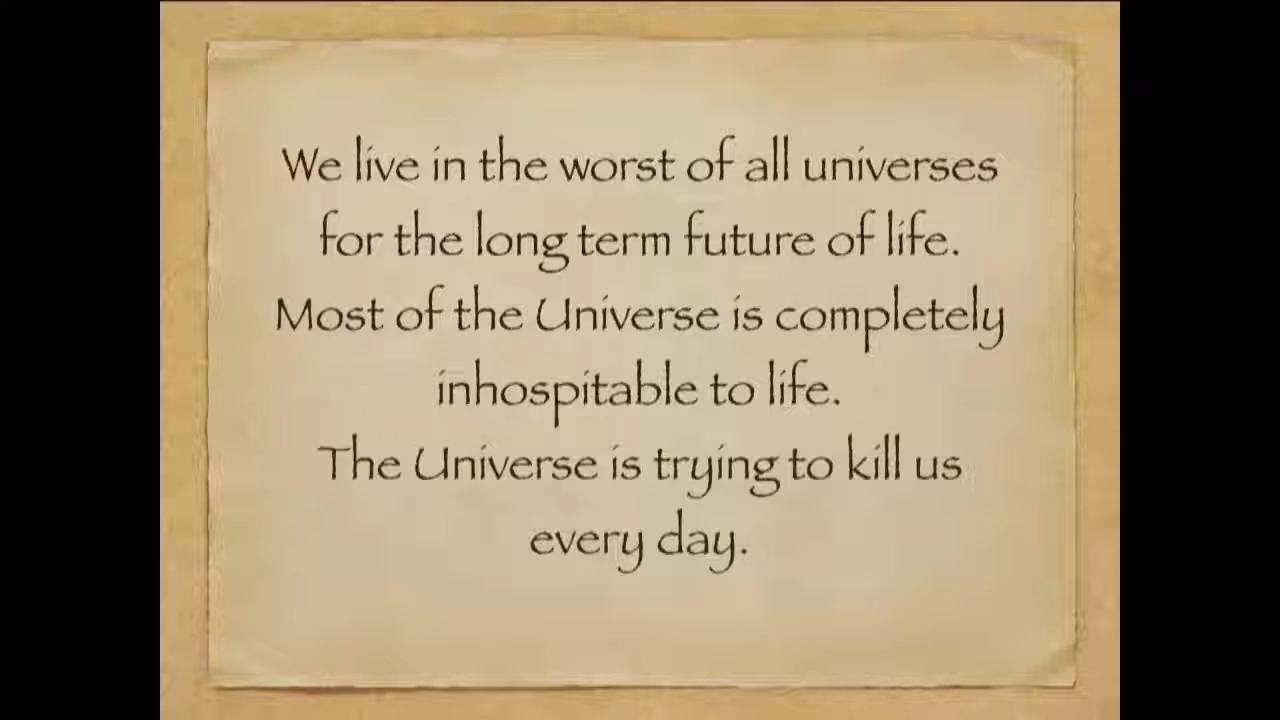 We live in the worst of all universes
for the long term future of life.
Most of the Universe is completely
inhospitable to life.
The Universe is trying to kill us
every day.